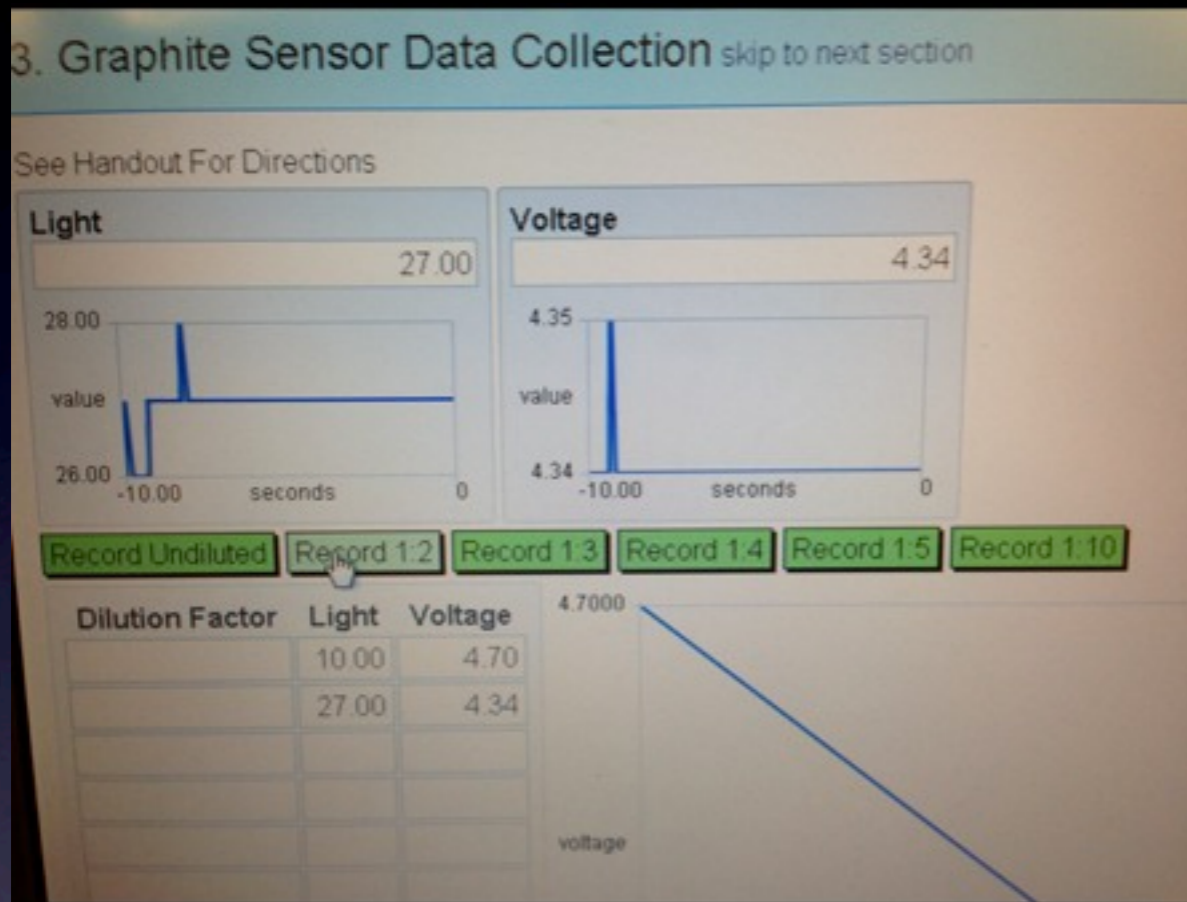 3. Graphite Sensor Data Collection skip to next section
See Handout For Directions
Light
27.00
28.00
value
26.00
-10.00 seconds 0
Voltage
4.34
4.35
value
4.34
-10.00 seconds 0
Record Undiluted Record 1:2 Record 1:3 Record 1:4 Record 1:5 Record 1:10
Dilution Factor Light Voltage
10.00 4.70
27.00 4.34
4.7000
voltage